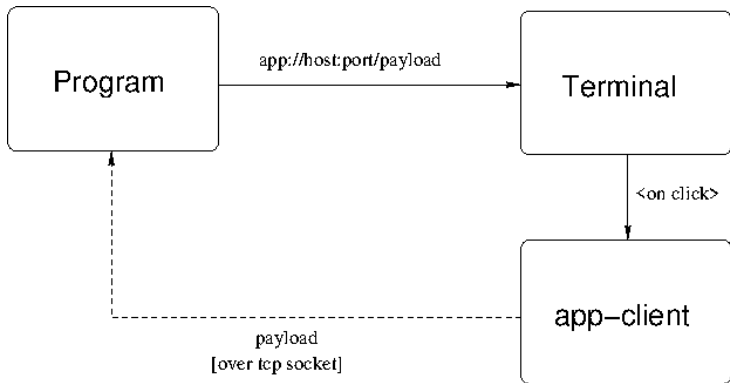 Program
app://host:port/payload
Terminal
<on click>
app-client
payload
[over tcp socket]